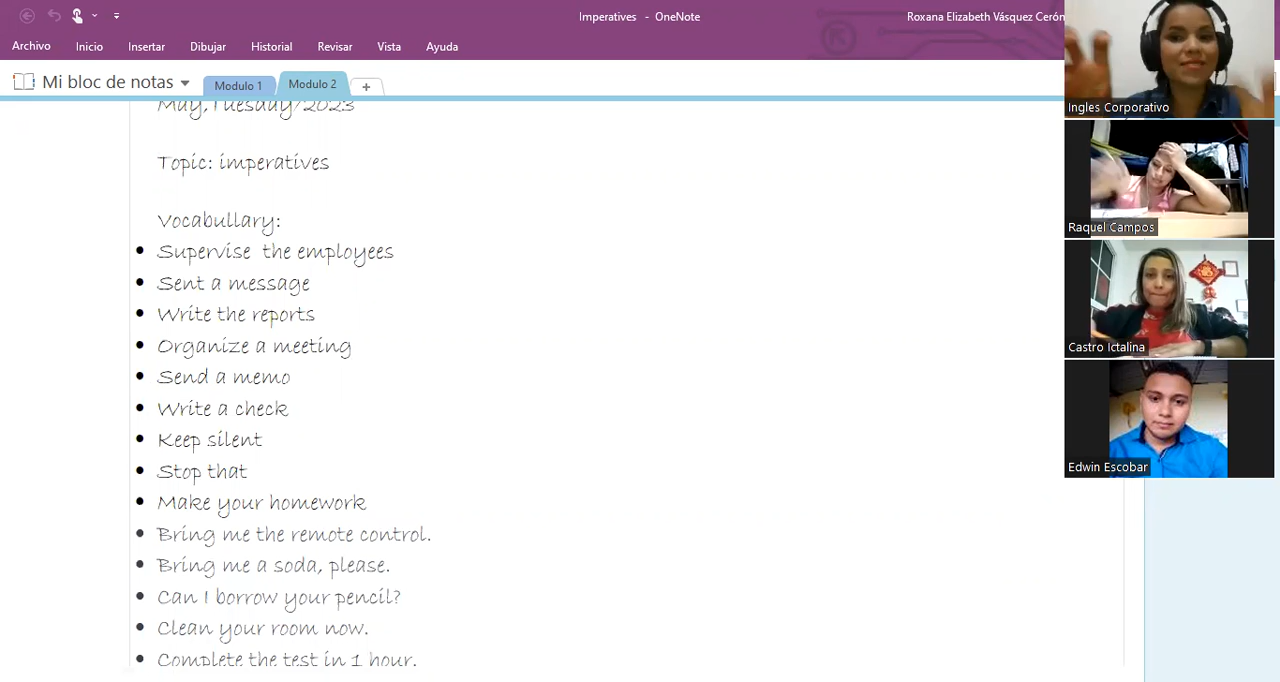 Imperatives - OneNote
Roxana Elizabeth Vásquez Cerón
Archivo Inicio Insertar Dibujar Historial Revisar Vista Ayuda
Mi bloc de notas Modulo 1 Modulo 2 +
May, Tuesday/2023
Topic: imperatives
Vocabullary:
Supervise the employees
Sent a message
Write the reports
Organize a meeting
Send a memo
Write a check
Keep silent
Stop that
Make your homework
Bring me the remote control.
Bring me a soda, please.
Can I borrow your pencil?
Clean your room now.
Complete the test in 1 hour.
Ingles Corporativo
Raquel Campos
Castro Ictalina
Edwin Escobar